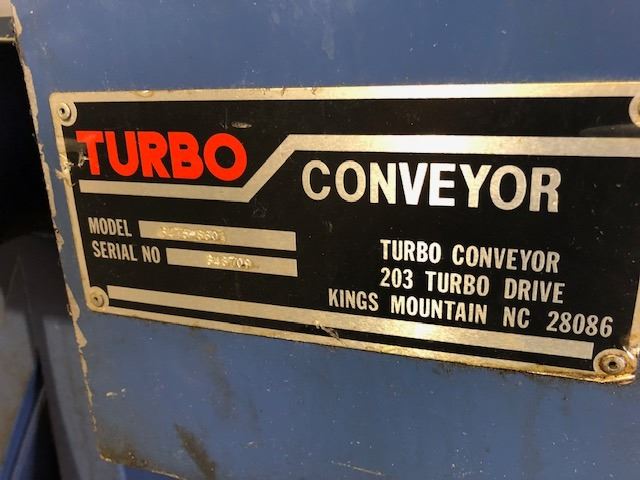 TURBO
CONVEYOR
MODEL
SERIAL NO
TURBO CONVEYOR
203 TURBO DRIVE
KINGS MOUNTAIN NC 28086